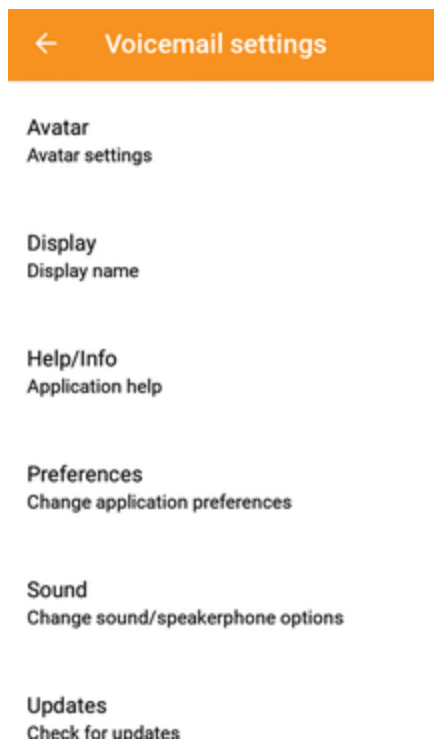 Voicemail settings
Avatar
Avatar settings
Display
Display name
Help/Info
Application help
Preferences
Change application preferences
Sound
Change sound/speakerphone options
Updates
Check for updates